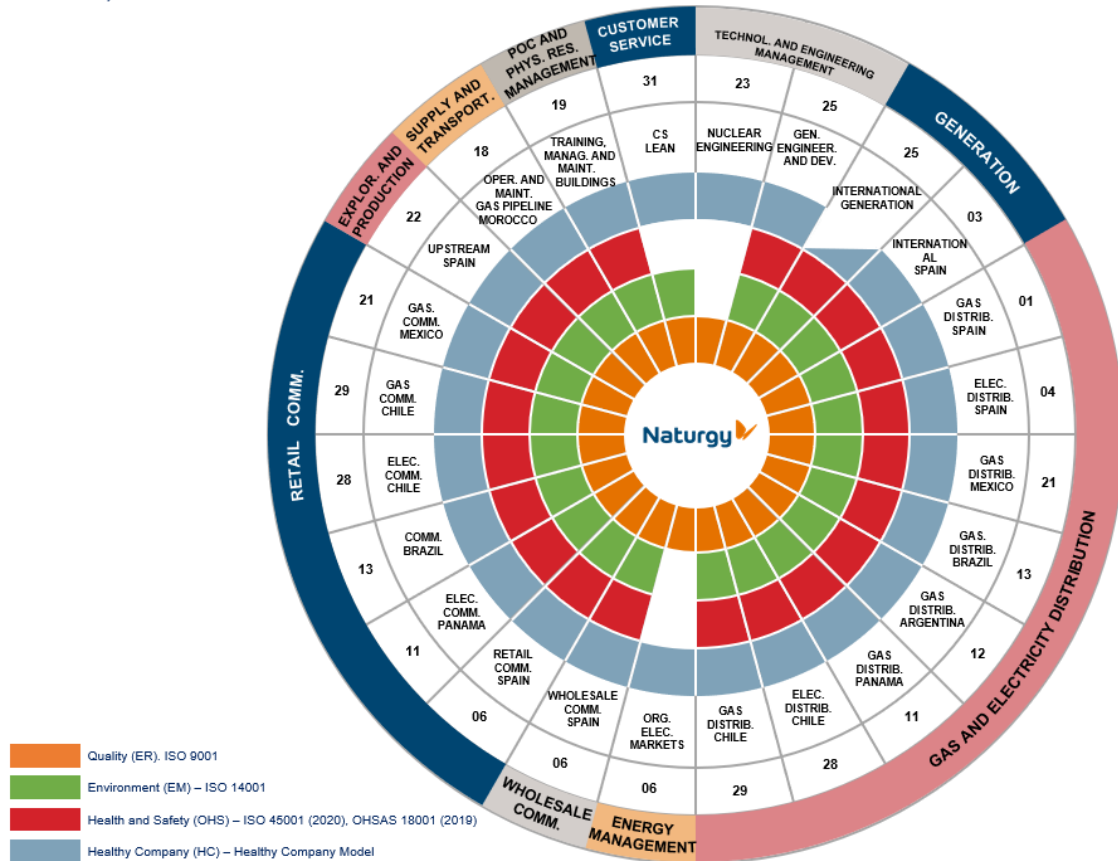 CUSTOMER
SERVICE
31
CS
LEAN
TECHNOL. AND ENGINEERING
MANAGEMENT
23
NUCLEAR
ENGINEERING
25
GEN.
ENGINEER.
AND DEV.
GENERATION
25
INTERNATIONAL
GENERATION
03
INTERNATION
AL
SPAIN
GAS AND ELECTRICITY DISTRIBUTION
01
GAS
DISTRIB.
SPAIN
04
ELEC.
DISTRIB.
SPAIN
21
GAS
DISTRIB.
MEXICO
13
GAS.
DISTRIB.
BRAZIL
12
GAS
DISTRIB.
ARGENTINA
11
GAS
DISTRIB.
PANAMA
28
ELEC.
DISTRIB.
CHILE
29
GAS
DISTRIB.
CHILE
ENERGY
MANAGEMENT
06
ORG.
ELEC.
MARKETS
WHOLESALE
COMM.
06
WHOLESALE
COMM.
SPAIN
RETAIL COMM.
06
RETAIL
COMM.
SPAIN
11
ELEC.
COMM.
PANAMA
13
COMM.
BRAZIL
28
ELEC.
COMM.
CHILE
29
GAS
COMM.
CHILE
21
GAS.
COMM.
MEXICO
EXPLOR. AND
PRODUCTION
22
UPSTREAM
SPAIN
SUPPLY AND
TRANSPORT.
18
OPER. AND
MAINT.
GAS PIPELINE
MOROCCO
POC AND
PHYS. RES.
MANAGEMENT
19
TRAINING,
MANAG. AND
MAINT.
BUILDINGS
Naturgy
Quality (ER). ISO 9001
Environment (EM) – ISO 14001
Health and Safety (OHS) – ISO 45001 (2020), OHSAS 18001 (2019)
Healthy Company (HC) – Healthy Company Model